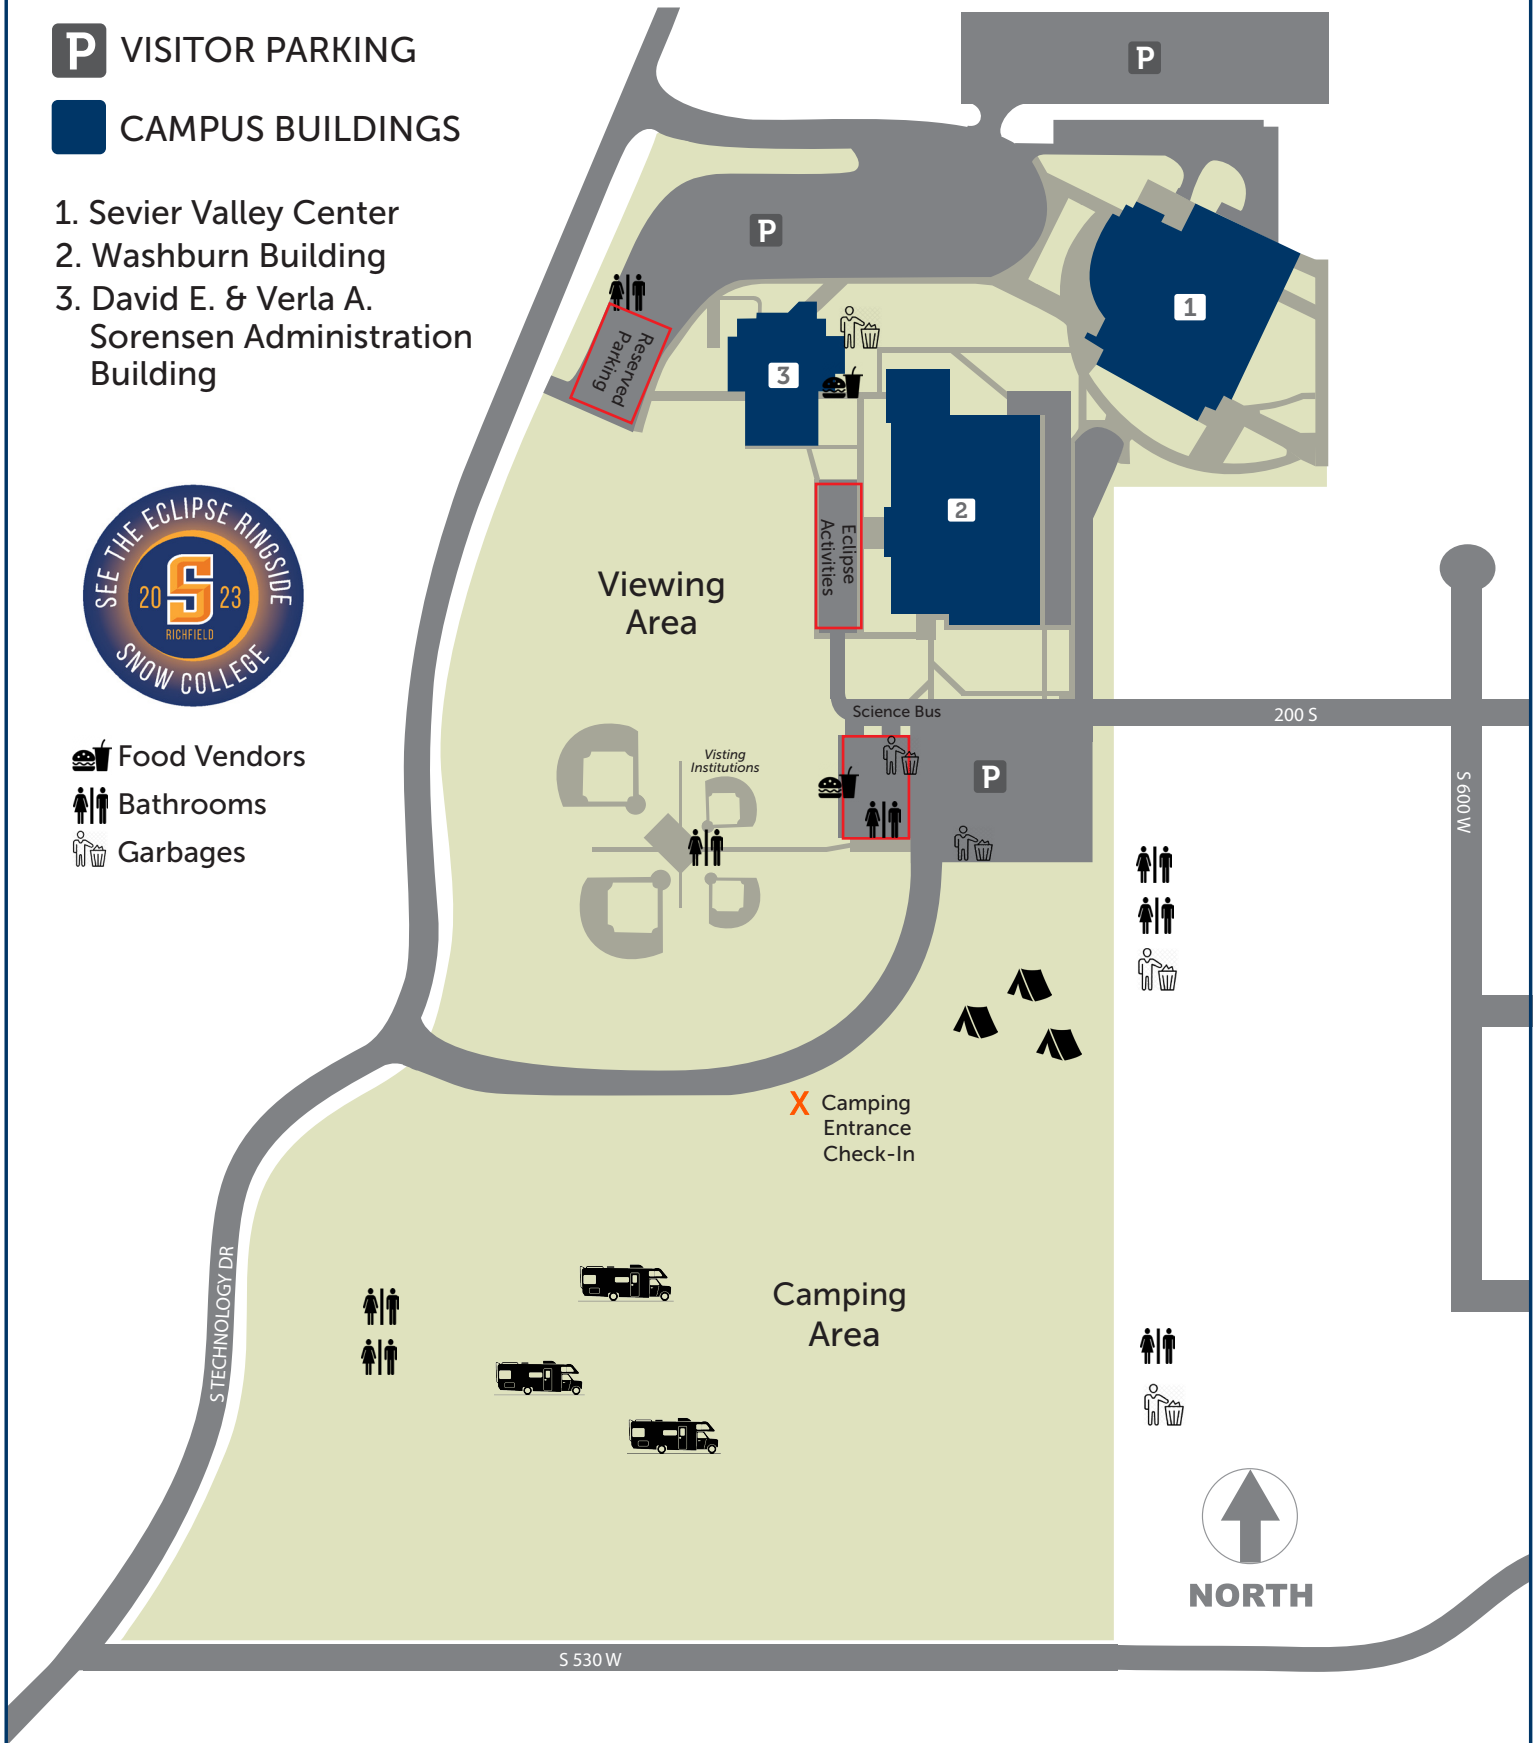 P VISITOR PARKING
CAMPUS BUILDINGS
1. Sevier Valley Center
2. Washburn Building
3. David E. & Verla A.
Sorensen Administration
Building
SEE THE ECLIPSE RINGSIDE
20 S 23
RICHFIELD
SNOW COLLEGE
Food Vendors
Bathrooms
Garbages
P
P
1
Reserved
Parking
3
2
Eclipse
Activities
Viewing
Area
Science Bus
200 S
Visting
Institutions
P
S 600 W
X Camping
Entrance
Check-In
Camping
Area
S TECHNOLOGY DR
NORTH
S 530 W